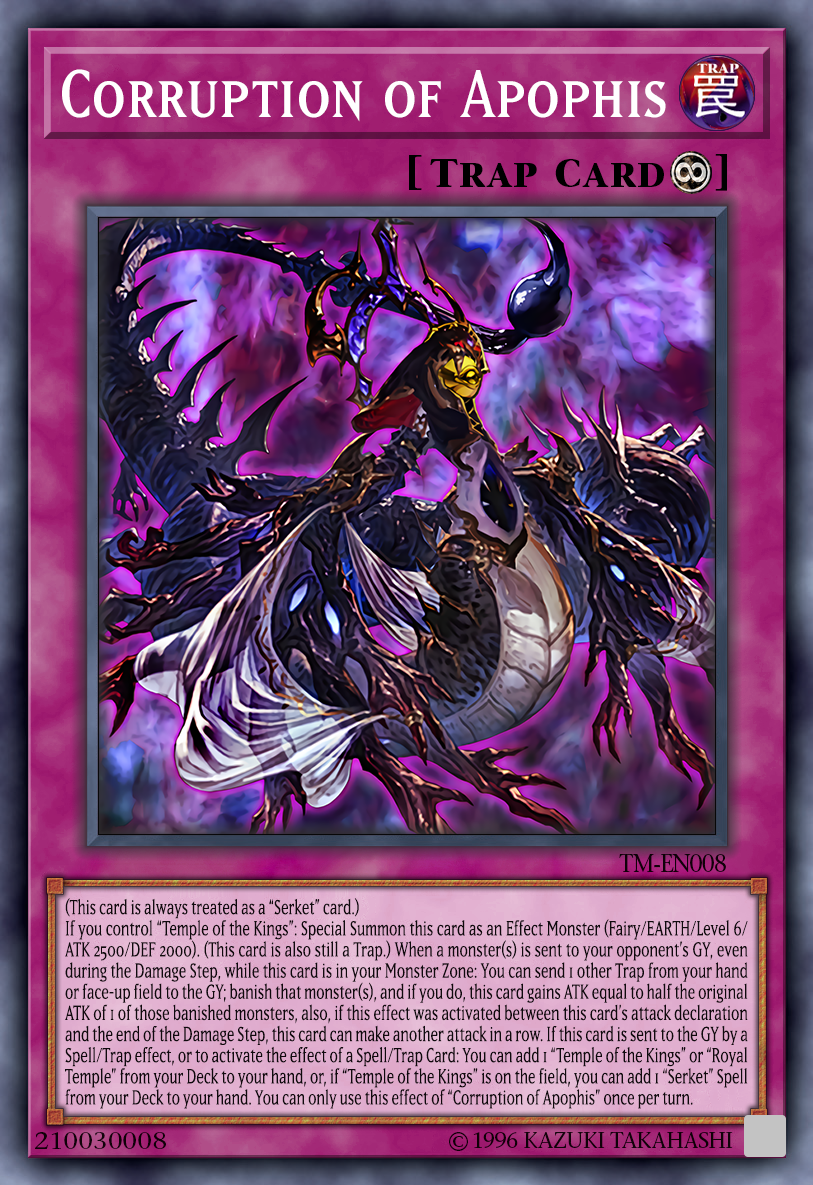 CORRUPTION OF APOPHIS
TRAP
罠
[TRAP CARD]
TM-EN008
(This card is always treated as a “Serket” card.)
If you control “Temple of the Kings”: Special Summon this card as an Effect Monster (Fairy/EARTH/Level 6/
ATK 2500/DEF 2000). (This card is also still a Trap.) When a monster(s) is sent to your opponent's GY, even
during the Damage Step, while this card is in your Monster Zone: You can send 1 other Trap from your hand
or face-up field to the GY; banish that monster(s), and if you do, this card gains ATK equal to half the original
ATK of 1 of those banished monsters, also, if this effect was activated between this card's attack declaration
and the end of the Damage Step, this card can make another attack in a row. If this card is sent to the GY by a
Spell/Trap effect, or to activate the effect of a Spell/Trap Card: You can add 1 “Temple of the Kings” or “Royal
Temple” from your Deck to your hand, or, if “Temple of the Kings” is on the field, you can add 1 “Serket” Spell
from your Deck to your hand. You can only use this effect of “Corruption of Apophis” once per turn.
210030008
© 1996 KAZUKI TAKAHASHI